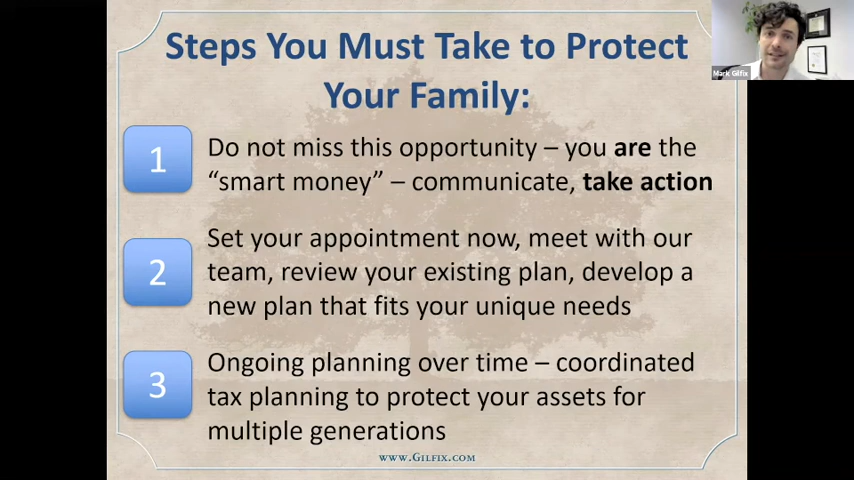 Steps You Must Take to Protect
Your Family:
Mark Gilfix
1
Do not miss this opportunity – you are the
“smart money” – communicate, take action
2
Set your appointment now, meet with our
team, review your existing plan, develop a
new plan that fits your unique needs
3
Ongoing planning over time – coordinated
tax planning to protect your assets for
multiple generations
www.Gilfix.com